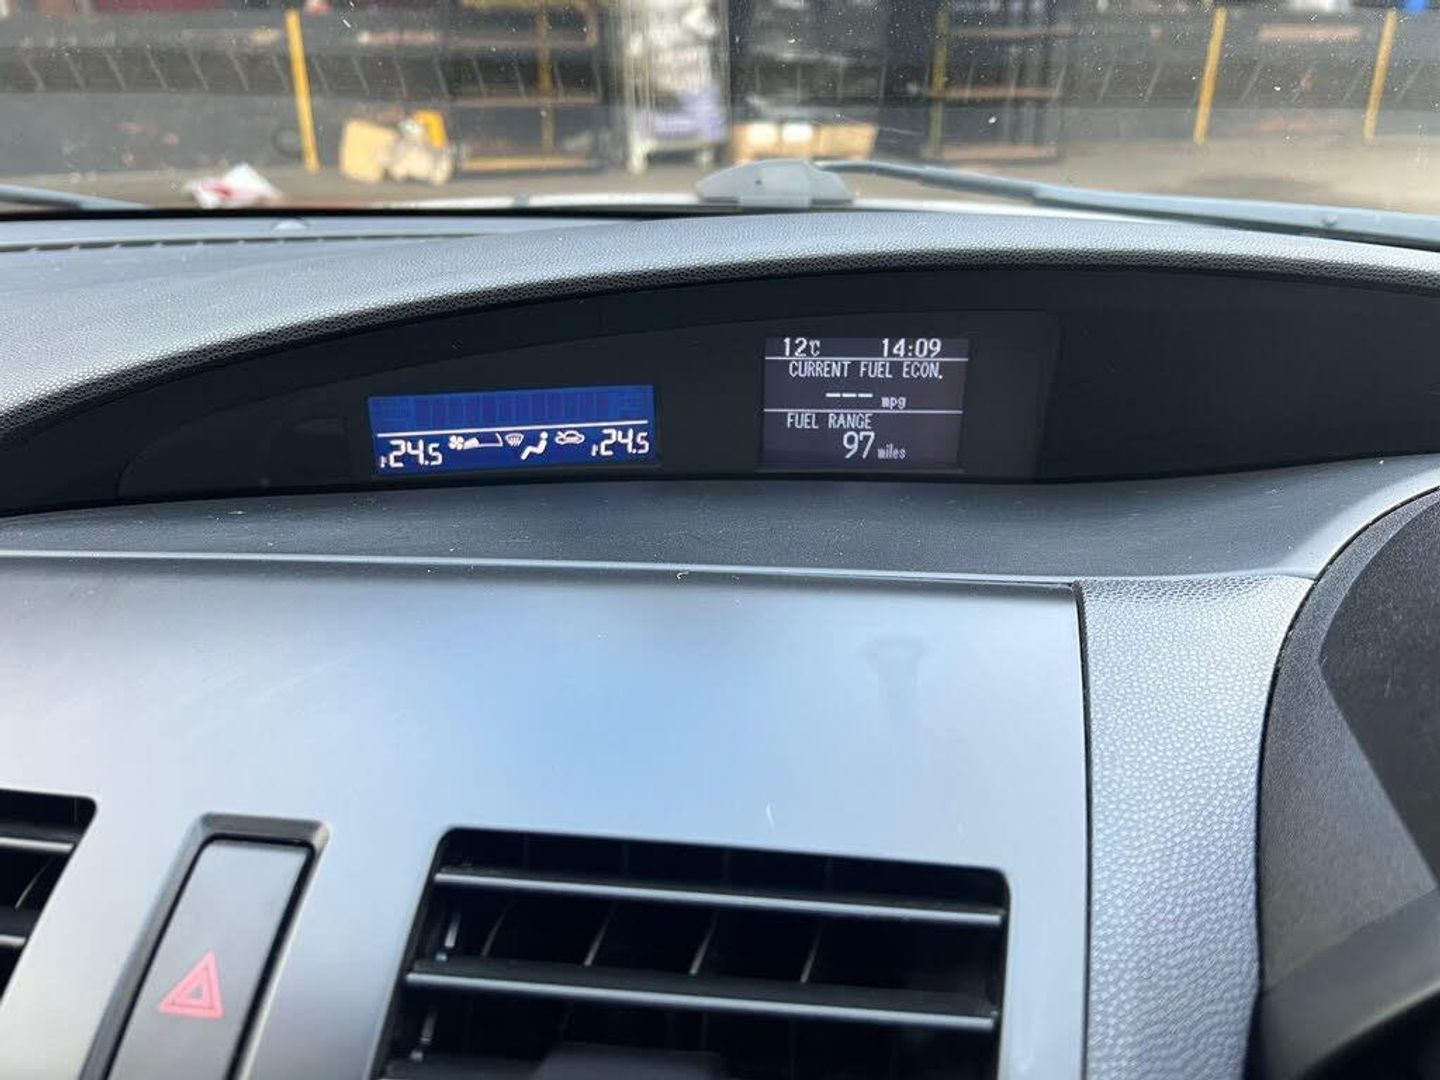 12℃ 14:09
CURRENT FUEL ECON.
--- mpg
FUEL RANGE
97 miles
24.5 24.5